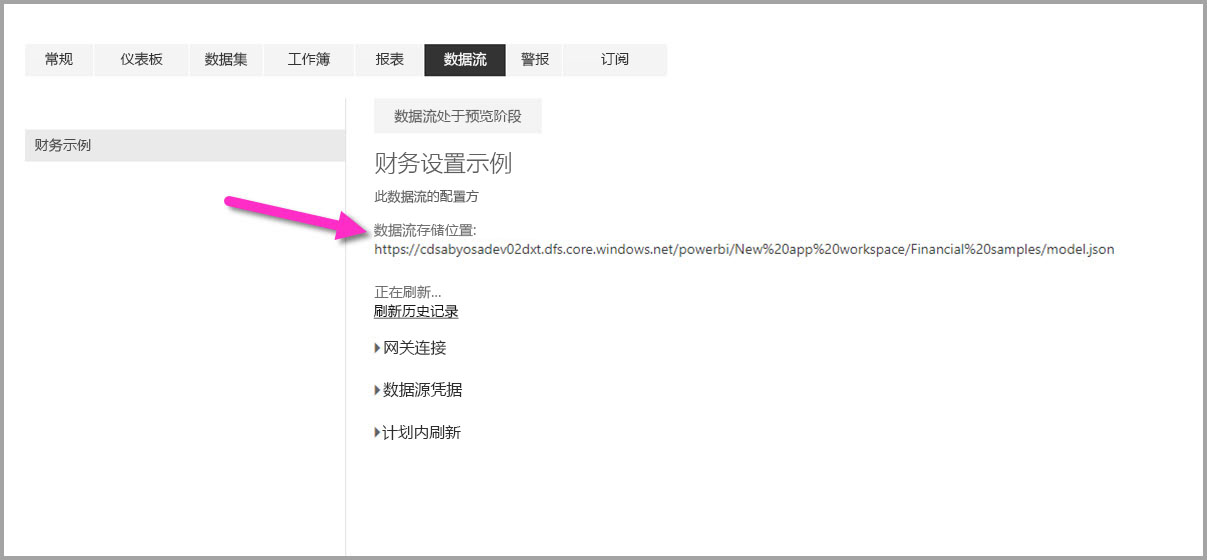 常规 仪表板 数据集 工作簿 报表 数据流 警报 订阅
财务示例
数据流处于预览阶段
财务设置示例
此数据流的配置方
数据流存储位置:
https://cdsabyosadev02dxt.dfs.core.windows.net/powerbi/New%20app%20workspace/Financial%20samples/model.json
正在刷新...
刷新历史记录
网关连接
数据源凭据
计划内刷新